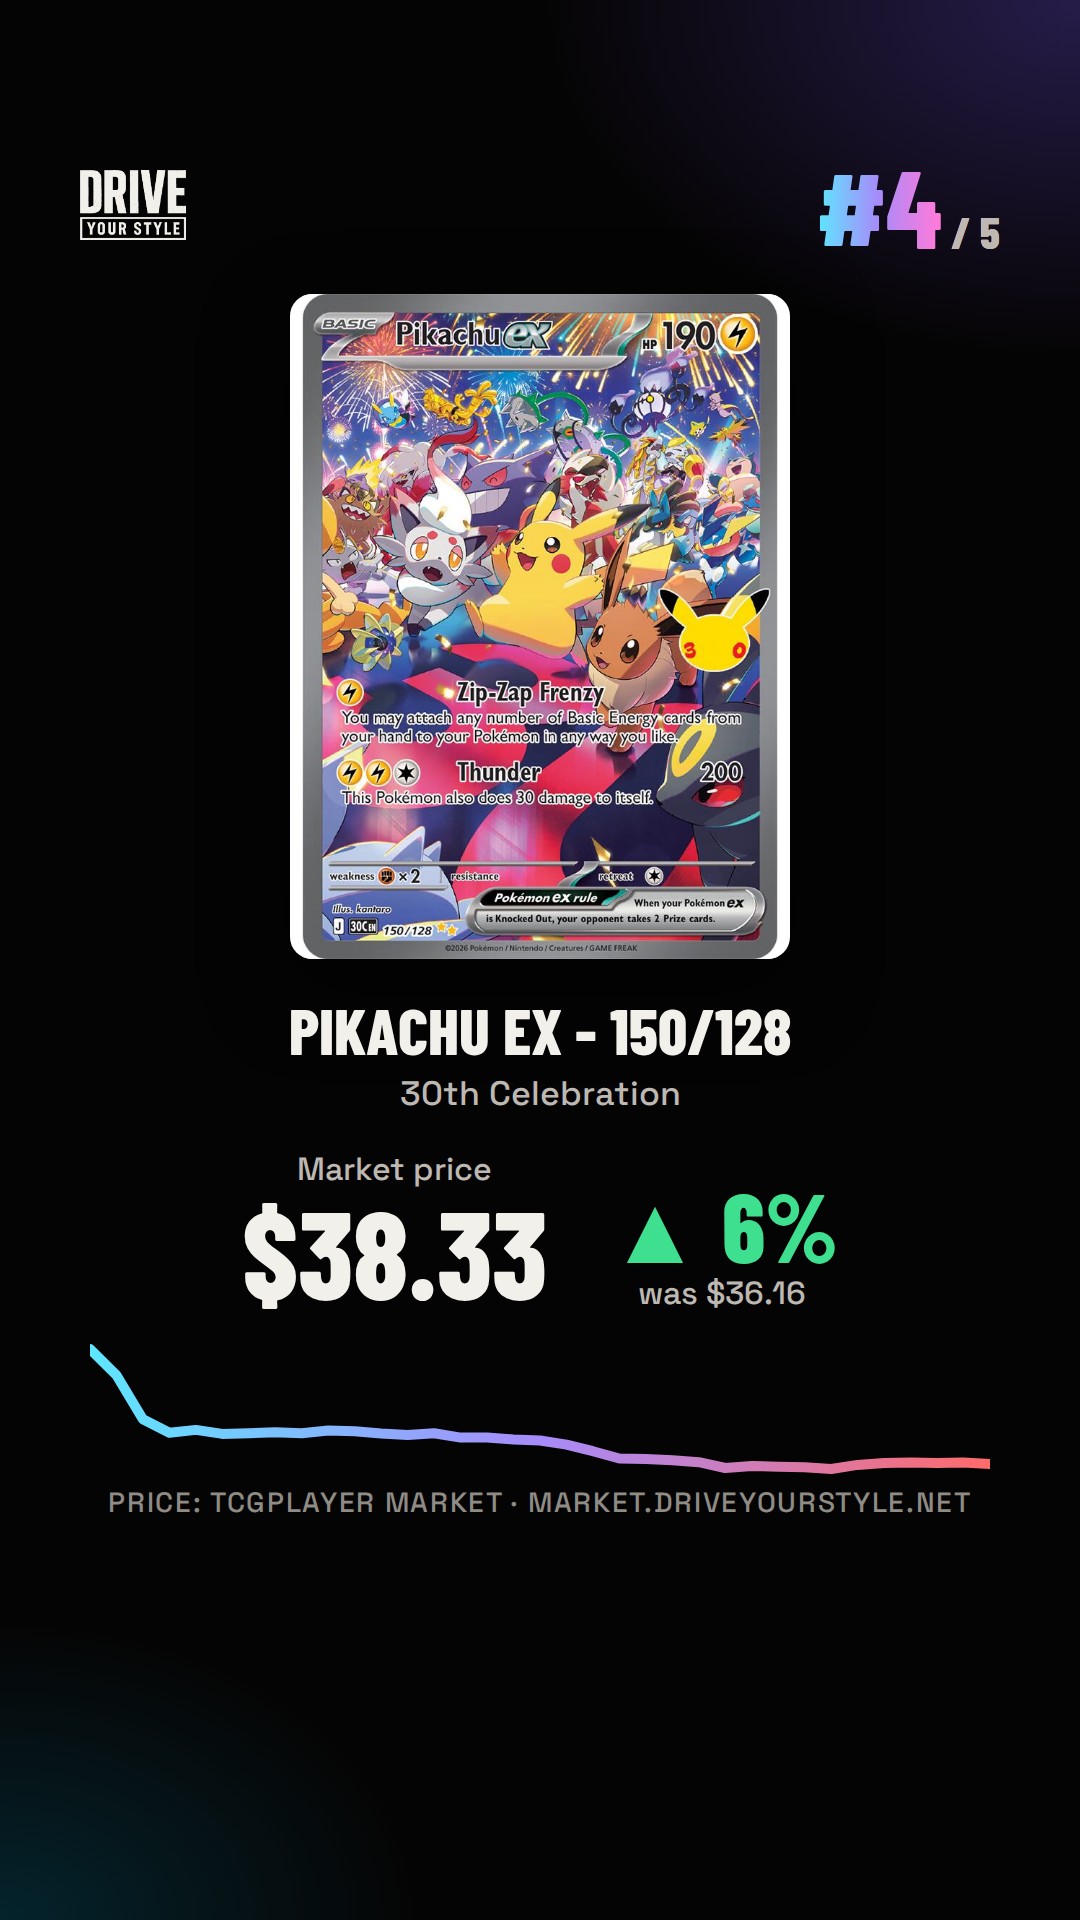 DRIVE
YOUR STYLE
#4 / 5
BASIC Pikachu ex HP 190
30
Zip-Zap Frenzy
You may attach any number of Basic Energy cards from
your hand to your Pokémon in any way you like.
Thunder 200
This Pokémon also does 30 damage to itself.
weakness ×2 resistance retreat
Pokémon ex rule When your Pokémon ex
is Knocked Out, your opponent takes 2 Prize cards.
Illus. kantaro
J 30C EN 150/128
©2026 Pokémon / Nintendo / Creatures / GAME FREAK
PIKACHU EX - 150/128
30th Celebration
Market price
$38.33
▲ 6%
was $36.16
PRICE: TCGPLAYER MARKET · MARKET.DRIVEYOURSTYLE.NET